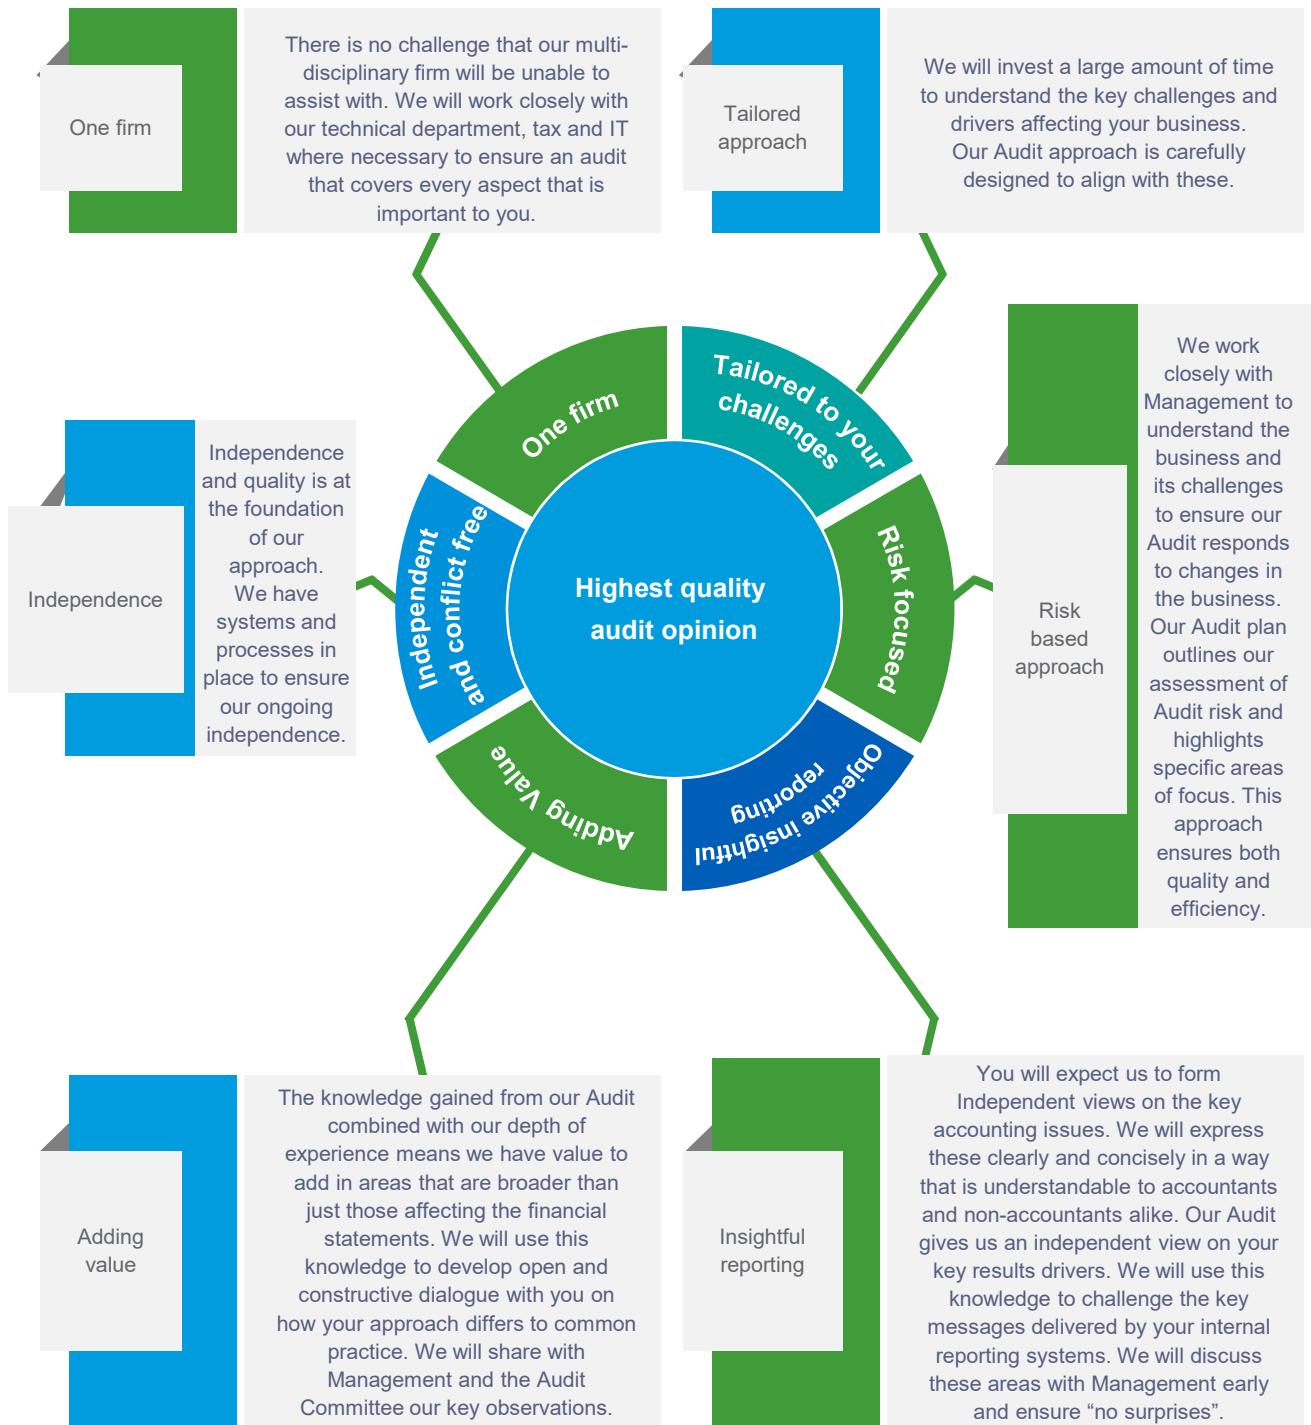 One firm
There is no challenge that our multi-
disciplinary firm will be unable to
assist with. We will work closely with
our technical department, tax and IT
where necessary to ensure an audit
that covers every aspect that is
important to you.
Tailored
approach
We will invest a large amount of time
to understand the key challenges and
drivers affecting your business.
Our Audit approach is carefully
designed to align with these.
Independence
Independence
and quality is at
the foundation
of our
approach.
We have
systems and
processes in
place to ensure
our ongoing
independence.
One firm
Tailored to your
challenges
Risk focused
Objective insightful
reporting
Adding Value
Independent
and conflict free
Highest quality
audit opinion
Risk
based
approach
We work
closely with
Management to
understand the
business and
its challenges
to ensure our
Audit responds
to changes in
the business.
Our Audit plan
outlines our
assessment of
Audit risk and
highlights
specific areas
of focus. This
approach
ensures both
quality and
efficiency.
Adding
value
The knowledge gained from our Audit
combined with our depth of
experience means we have value to
add in areas that are broader than
just those affecting the financial
statements. We will use this
knowledge to develop open and
constructive dialogue with you on
how your approach differs to common
practice. We will share with
Management and the Audit
Committee our key observations.
Insightful
reporting
You will expect us to form
Independent views on the key
accounting issues. We will express
these clearly and concisely in a way
that is understandable to accountants
and non-accountants alike. Our Audit
gives us an independent view on your
key results drivers. We will use this
knowledge to challenge the key
messages delivered by your internal
reporting systems. We will discuss
these areas with Management early
and ensure “no surprises”.